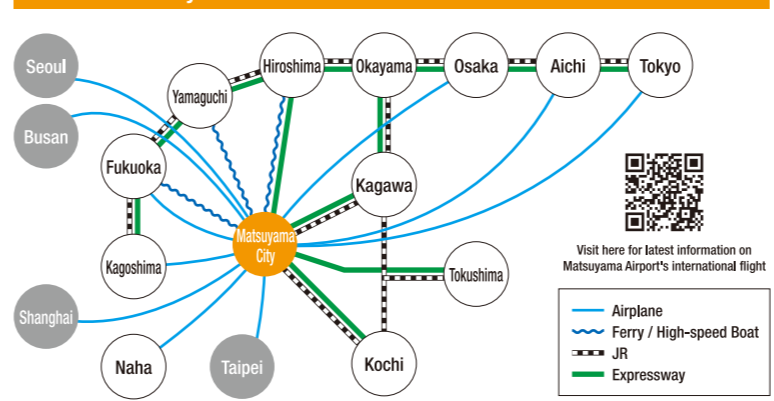 Seoul
Busan
Yamaguchi
Hiroshima
Okayama
Osaka
Aichi
Tokyo
Fukuoka
Kagawa
Matsuyama
City
Kagoshima
Tokushima
Shanghai
Naha
Taipei
Kochi
Visit here for latest information on
Matsuyama Airport's international flight
Airplane
Ferry / High-speed Boat
JR
Expressway